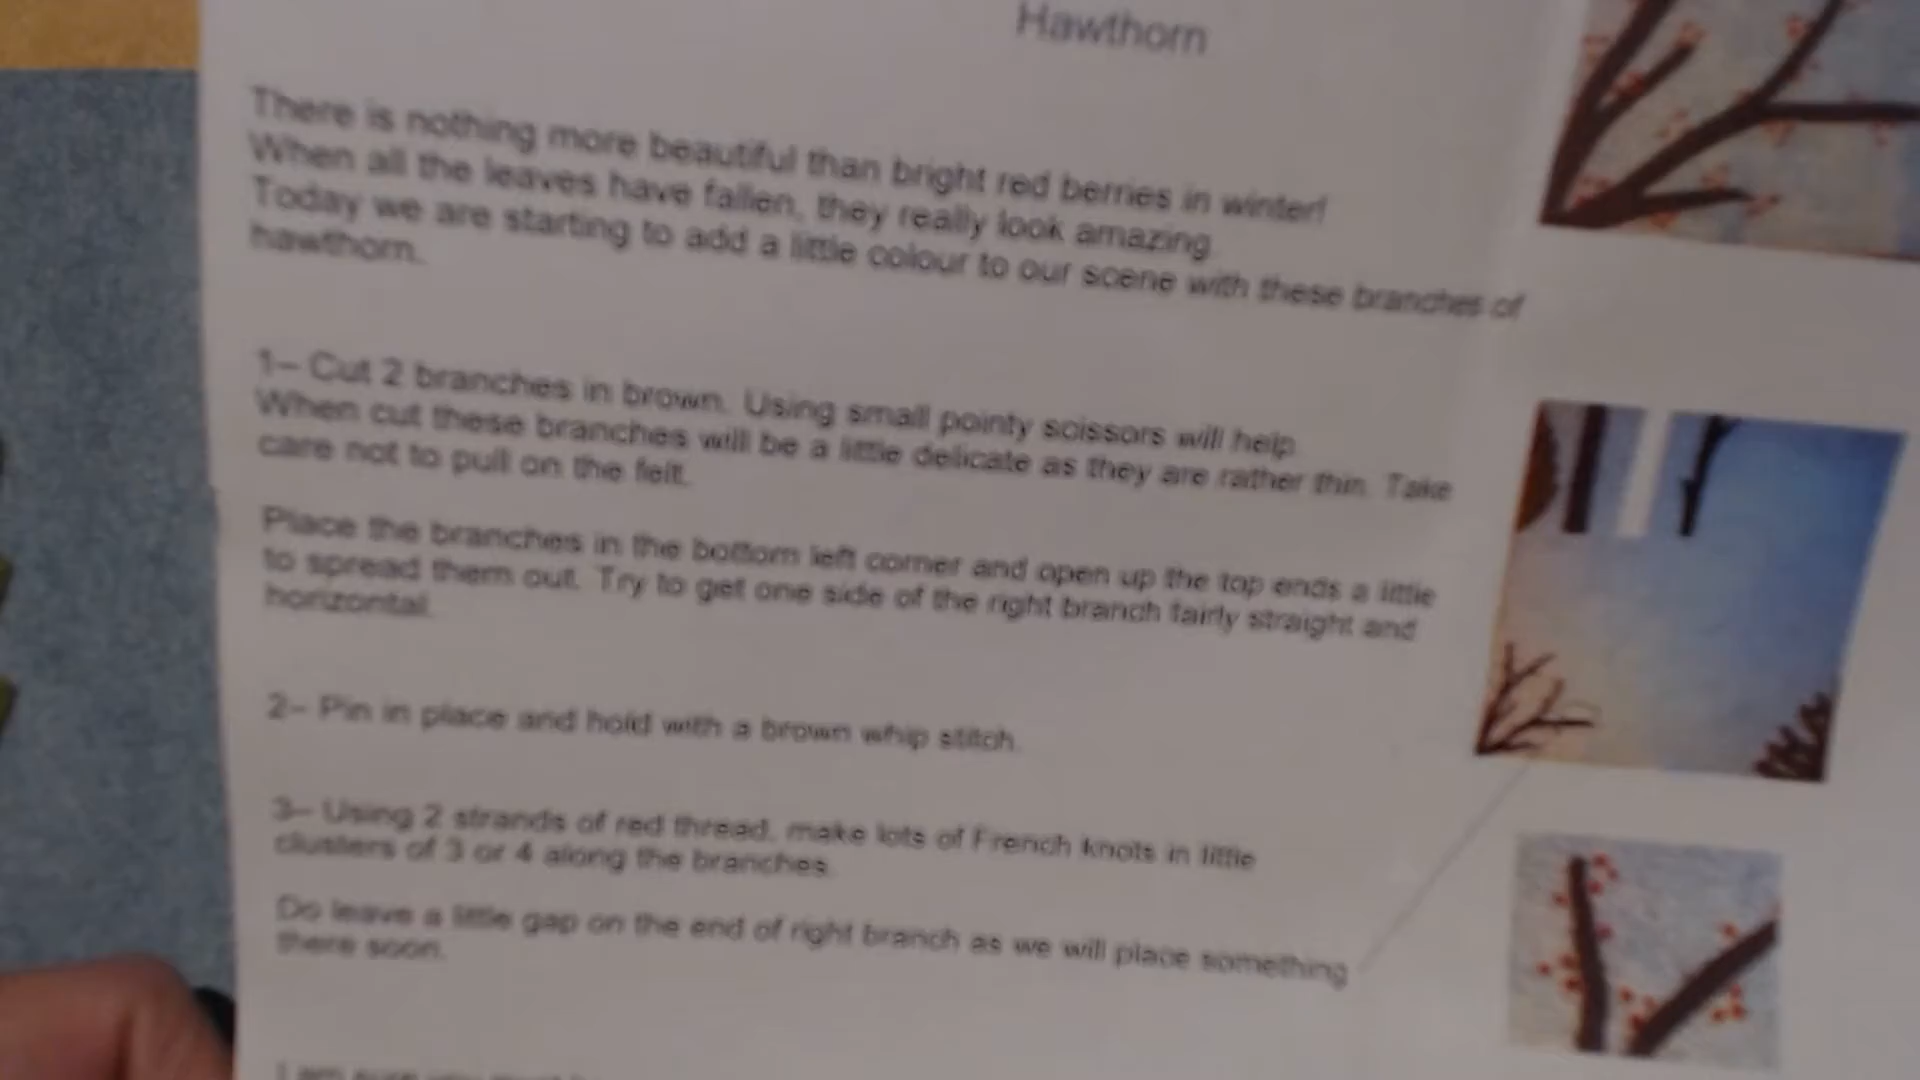 Hawthorn
There is nothing more beautiful than bright red berries in winter!
When all the leaves have fallen, they really look amazing.
Today we are starting to add a little colour to our scene with these branches of
hawthorn.
1– Cut 2 branches in brown. Using small pointy scissors will help.
When cut these branches will be a little delicate as they are rather thin. Take
care not to pull on the felt.
Place the branches in the bottom left corner and open up the top ends a little
to spread them out. Try to get one side of the right branch fairly straight and
horizontal.
2– Pin in place and hold with a brown whip stitch.
3– Using 2 strands of red thread, make lots of French knots in little
clusters of 3 or 4 along the branches.
Do leave a little gap on the end of right branch as we will place something
there soon.
I am sure you